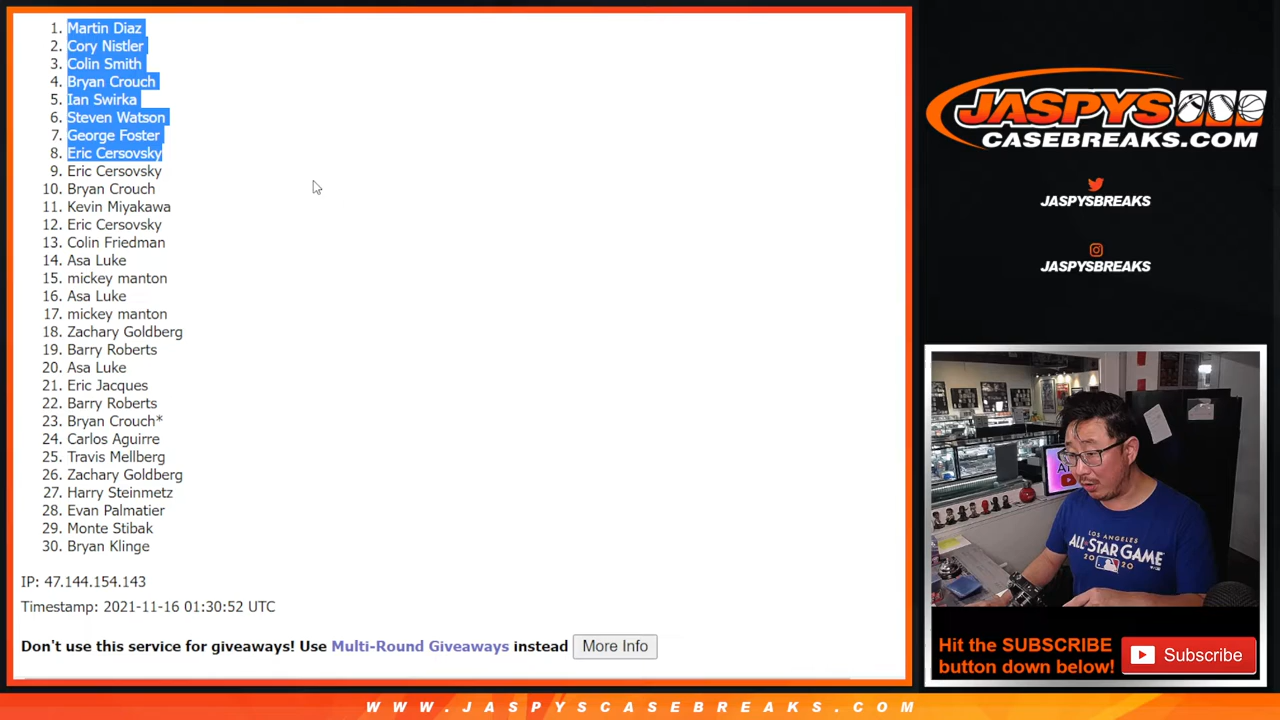 1. Martin Diaz
2. Cory Nistler
3. Colin Smith
4. Bryan Crouch
5. Ian Swirka
6. Steven Watson
7. George Foster
8. Eric Cersovsky
9. Eric Cersovsky
10. Bryan Crouch
11. Kevin Miyakawa
12. Eric Cersovsky
13. Colin Friedman
14. Asa Luke
15. mickey manton
16. Asa Luke
17. mickey manton
18. Zachary Goldberg
19. Barry Roberts
20. Asa Luke
21. Eric Jacques
22. Barry Roberts
23. Bryan Crouch*
24. Carlos Aguirre
25. Travis Mellberg
26. Zachary Goldberg
27. Harry Steinmetz
28. Evan Palmatier
29. Monte Stibak
30. Bryan Klinge
IP: 47.144.154.143
Timestamp: 2021-11-16 01:30:52 UTC
Don't use this service for giveaways! Use Multi-Round Giveaways instead More Info
JASPYS
CASEBREAKS.COM
JASPYSBREAKS
JASPYSBREAKS
LOS ANGELES
ALL STAR GAME
20 20
Hit the SUBSCRIBE
button down below!
Subscribe
WWW.JASPYSCASEBREAKS.COM